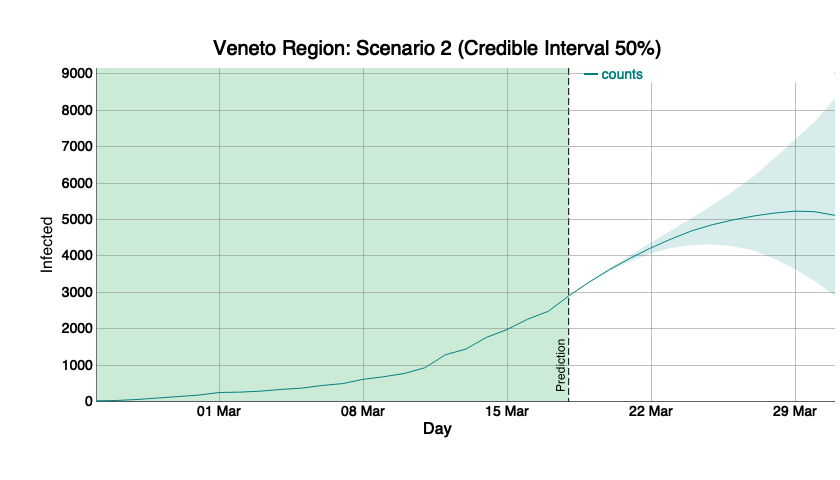 Veneto Region: Scenario 2 (Credible Interval 50%)
counts
9000
8000
7000
6000
5000
4000
3000
2000
1000
0
Infected
Prediction
01 Mar
08 Mar
15 Mar
22 Mar
29 Mar
Day